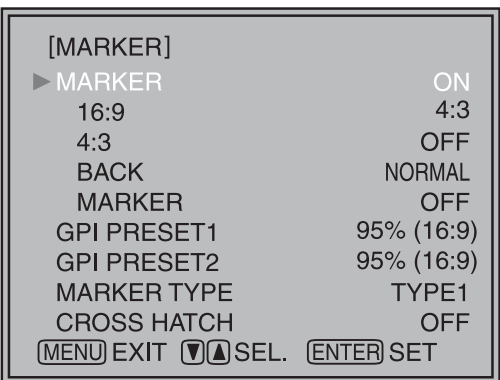 [MARKER]
▶MARKER ON
16:9 4:3
4:3 OFF
BACK NORMAL
MARKER OFF
GPI PRESET1 95% (16:9)
GPI PRESET2 95% (16:9)
MARKER TYPE TYPE1
CROSS HATCH OFF
MENU EXIT ▼▲ SEL. ENTER SET